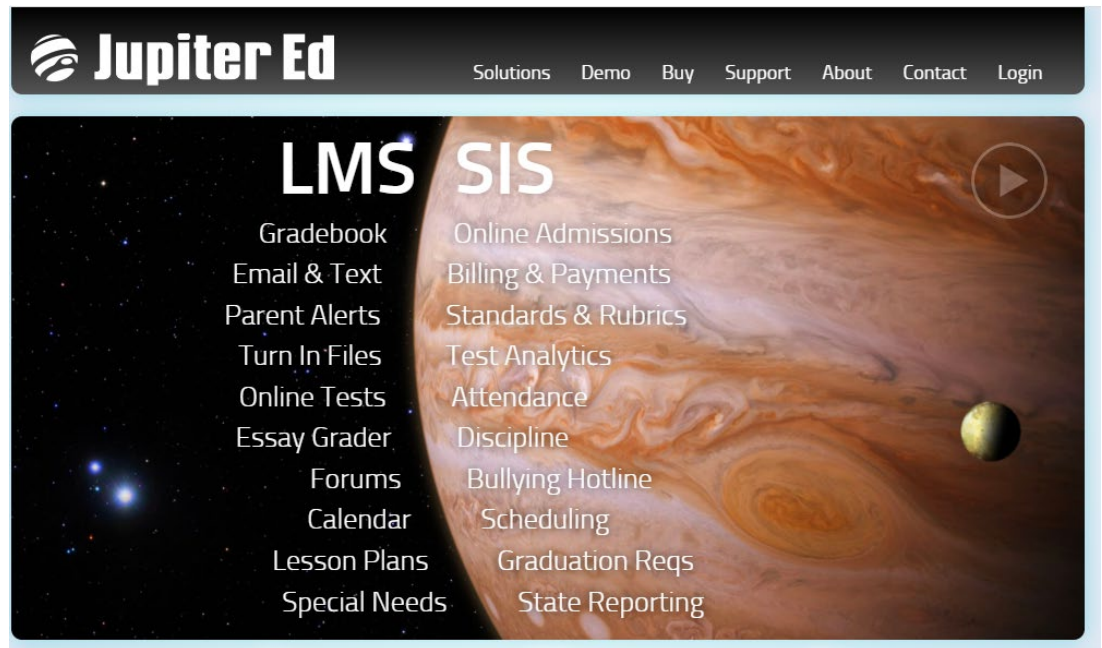 Jupiter Ed
Solutions Demo Buy Support About Contact Login
LMS SIS
Gradebook Online Admissions
Email & Text Billing & Payments
Parent Alerts Standards & Rubrics
Turn In Files Test Analytics
Online Tests Attendance
Essay Grader Discipline
Forums Bullying Hotline
Calendar Scheduling
Lesson Plans Graduation Reqs
Special Needs State Reporting